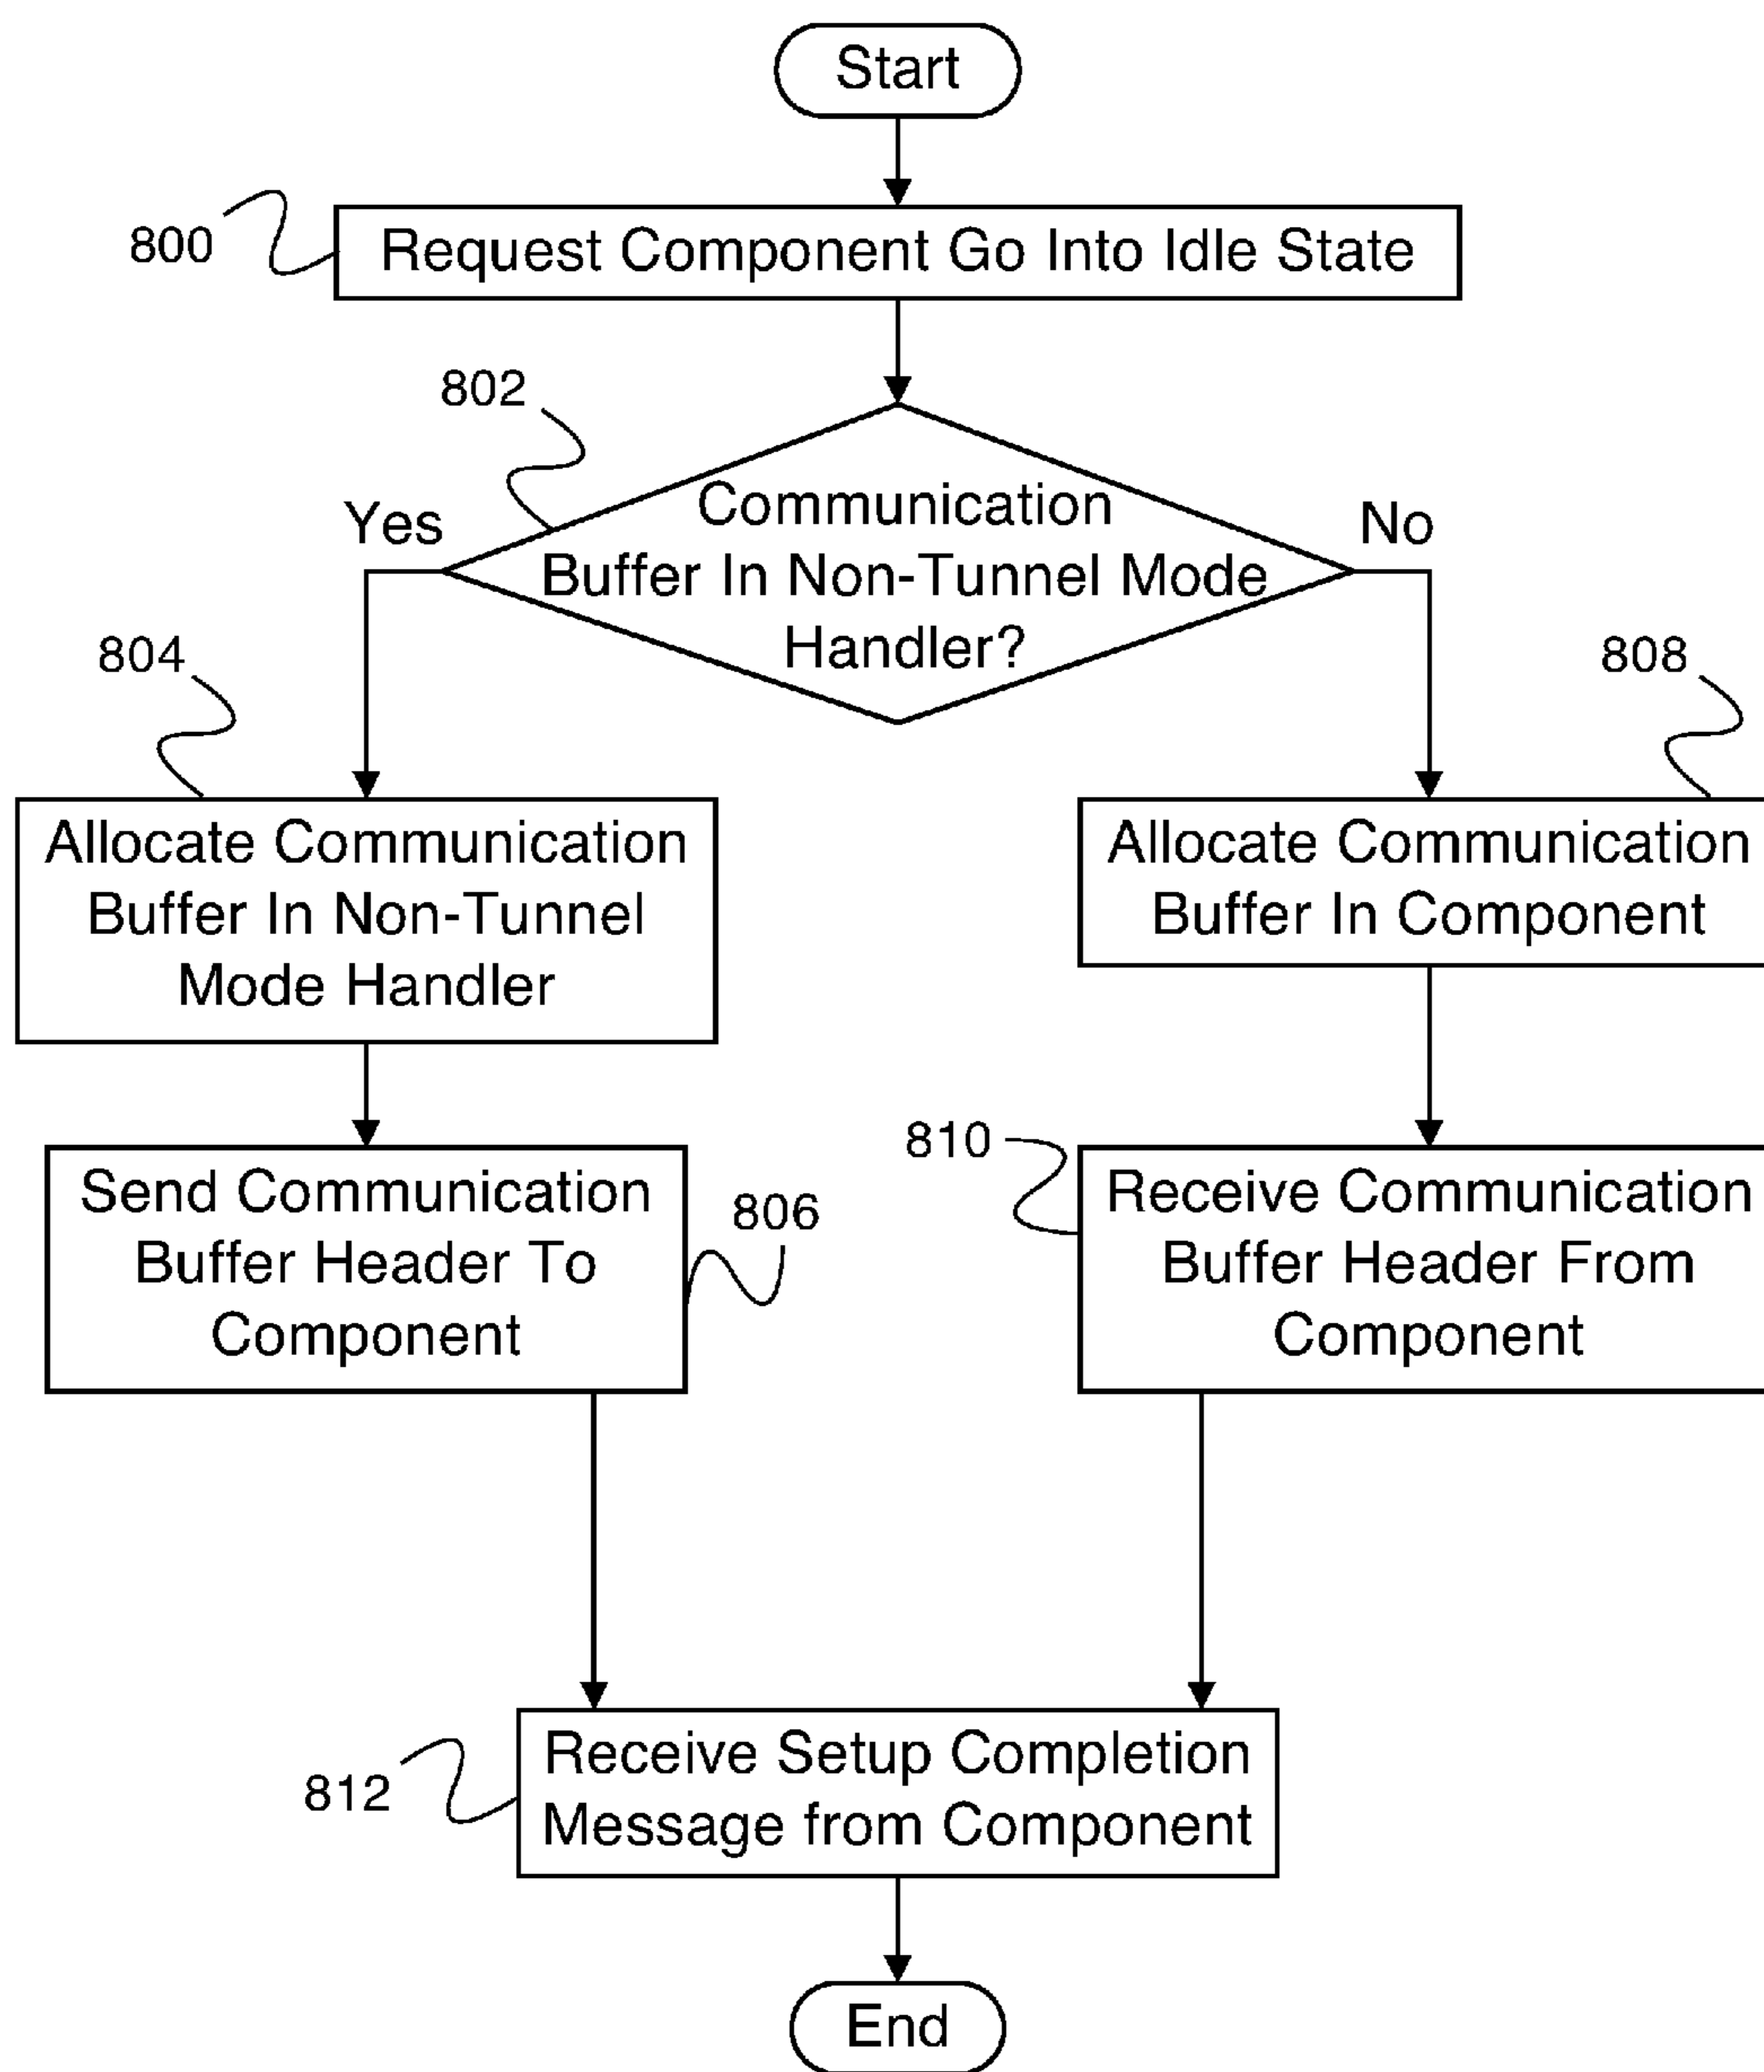 Start
800
Request Component Go Into Idle State
802
Yes
Communication
Buffer In Non-Tunnel Mode
Handler?
No
804
808
Allocate Communication
Buffer In Non-Tunnel
Mode Handler
Allocate Communication
Buffer In Component
Send Communication
Buffer Header To
Component
806
810
Receive Communication
Buffer Header From
Component
812
Receive Setup Completion
Message from Component
End